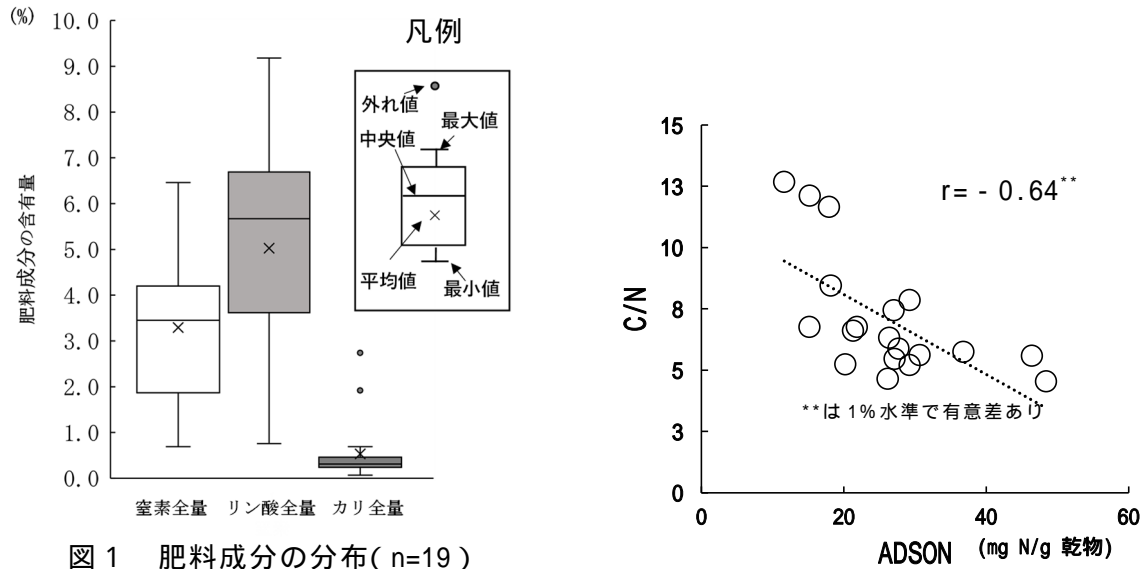 (%)
10.0
9.0
8.0
7.0
6.0
5.0
4.0
3.0
2.0
1.0
0.0
肥料成分の含有量
窒素全量 リン酸全量 カリ全量
凡例
外れ値
最大値
中央値
平均値
最小値
図1 肥料成分の分布(n=19)
15
13
10
8
5
3
0
C/N
r= - 0.64**
**は1%水準で有意差あり
0 20 40 60
ADSON (mg N/g 乾物)